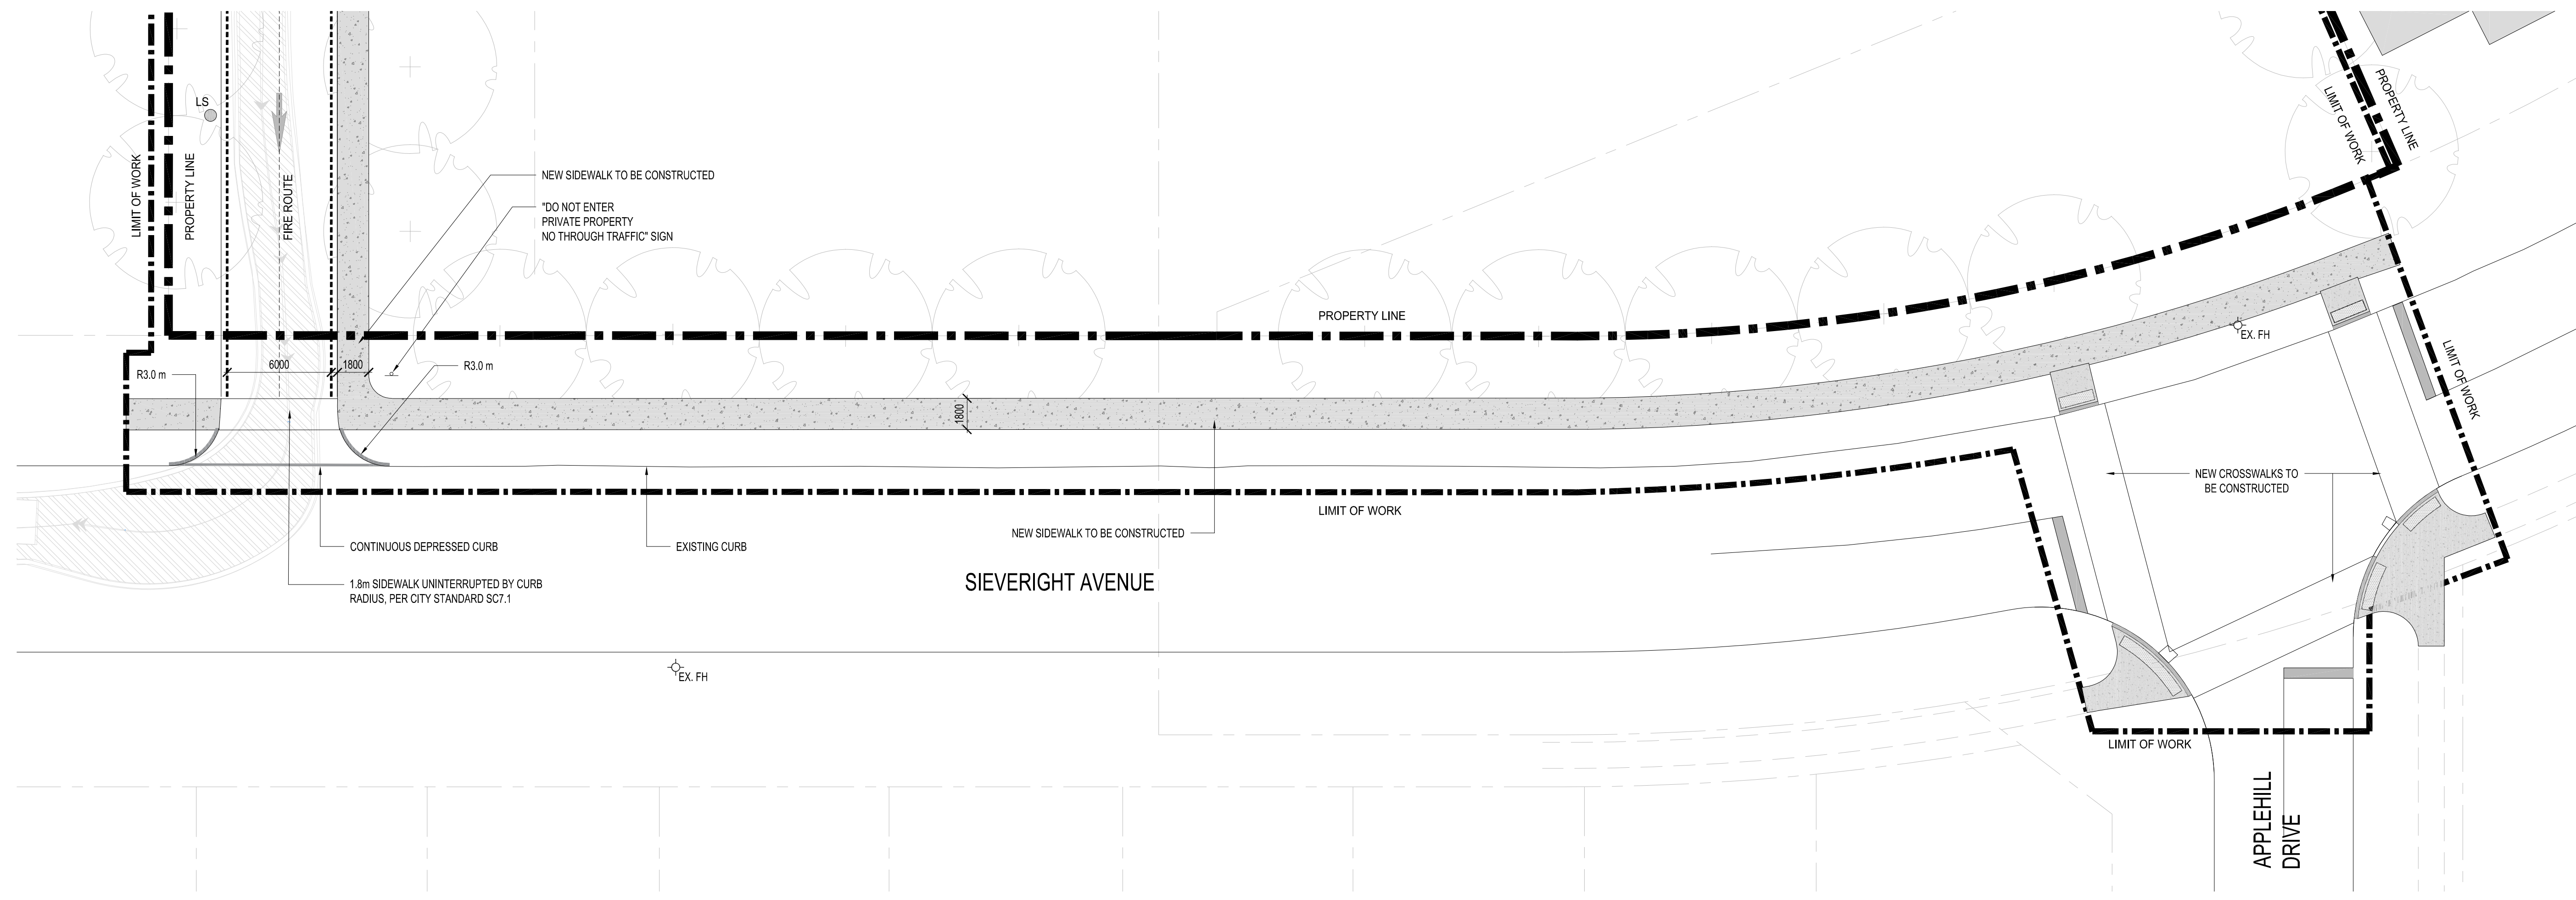 LS
LIMIT OF WORK
PROPERTY LINE
FIRE ROUTE
NEW SIDEWALK TO BE CONSTRUCTED
"DO NOT ENTER
PRIVATE PROPERTY
NO THROUGH TRAFFIC" SIGN
R3.0 m
6000
1800
R3.0 m
1800
PROPERTY LINE
PROPERTY LINE
LIMIT OF WORK
EX. FH
LIMIT OF WORK
NEW CROSSWALKS TO
BE CONSTRUCTED
LIMIT OF WORK
NEW SIDEWALK TO BE CONSTRUCTED
CONTINUOUS DEPRESSED CURB
EXISTING CURB
1.8m SIDEWALK UNINTERRUPTED BY CURB
RADIUS, PER CITY STANDARD SC7.1
SIEVERIGHT AVENUE
EX. FH
LIMIT OF WORK
APPLEHILL
DRIVE